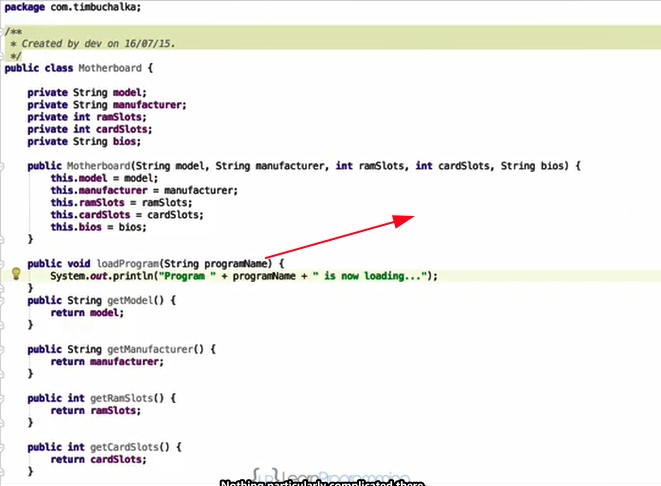 package com.timbuchalka;
/**
* Created by dev on 16/07/15.
*/
public class Motherboard {
private String model;
private String manufacturer;
private int ramSlots;
private int cardSlots;
private String bios;
public Motherboard(String model, String manufacturer, int ramSlots, int cardSlots, String bios) {
this.model = model;
this.manufacturer = manufacturer;
this.ramSlots = ramSlots;
this.cardSlots = cardSlots;
this.bios = bios;
}
public void loadProgram(String programName) {
System.out.println("Program " + programName + " is now loading...");
}
public String getModel() {
return model;
}
public String getManufacturer() {
return manufacturer;
}
public int getRamSlots() {
return ramSlots;
}
public int getCardSlots() {
return cardSlots;
}
LearnProgramming
Nothing particularly complicated there